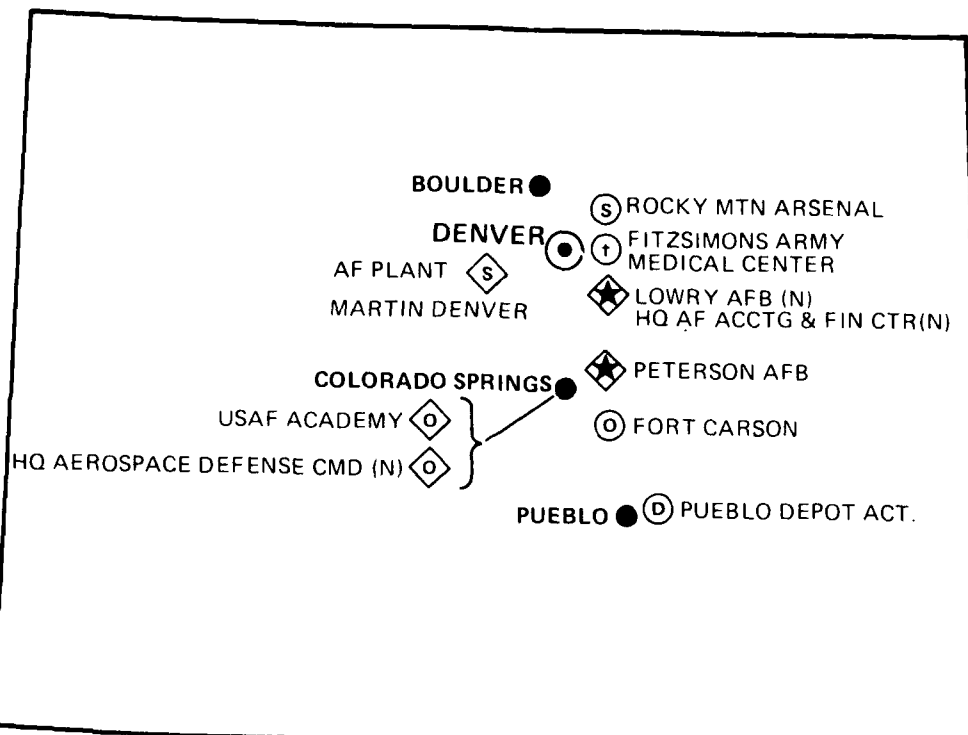 BOULDER
S ROCKY MTN ARSENAL
DENVER
t FITZSIMONS ARMY
MEDICAL CENTER
AF PLANT S
MARTIN DENVER
LOWRY AFB (N)
HQ AF ACCTG & FIN CTR(N)
PETERSON AFB
COLORADO SPRINGS
USAF ACADEMY O
O FORT CARSON
HQ AEROSPACE DEFENSE CMD (N) O
PUEBLO D PUEBLO DEPOT ACT.